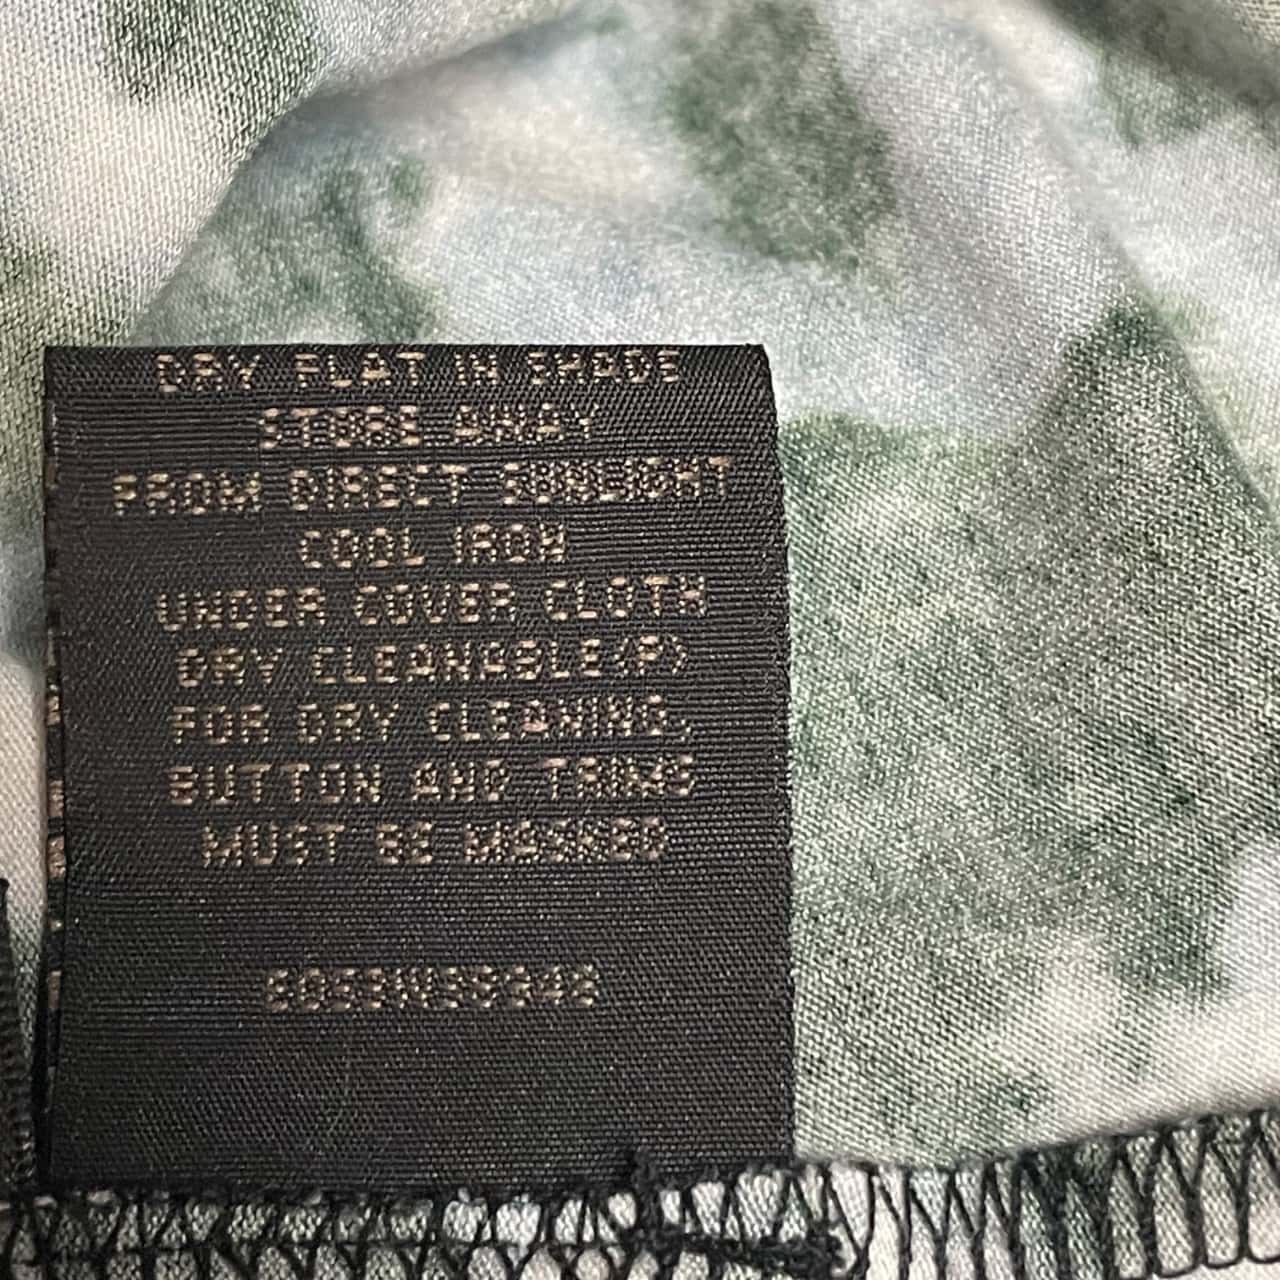 DRY FLAT IN SHADE
STORE AWAY
FROM DIRECT SUNLIGHT
COOL IRON
UNDER COVER CLOTH
DRY CLEANABLE(P)
FOR DRY CLEANING,
BUTTON AND TRIMS
MUST BE MASKED